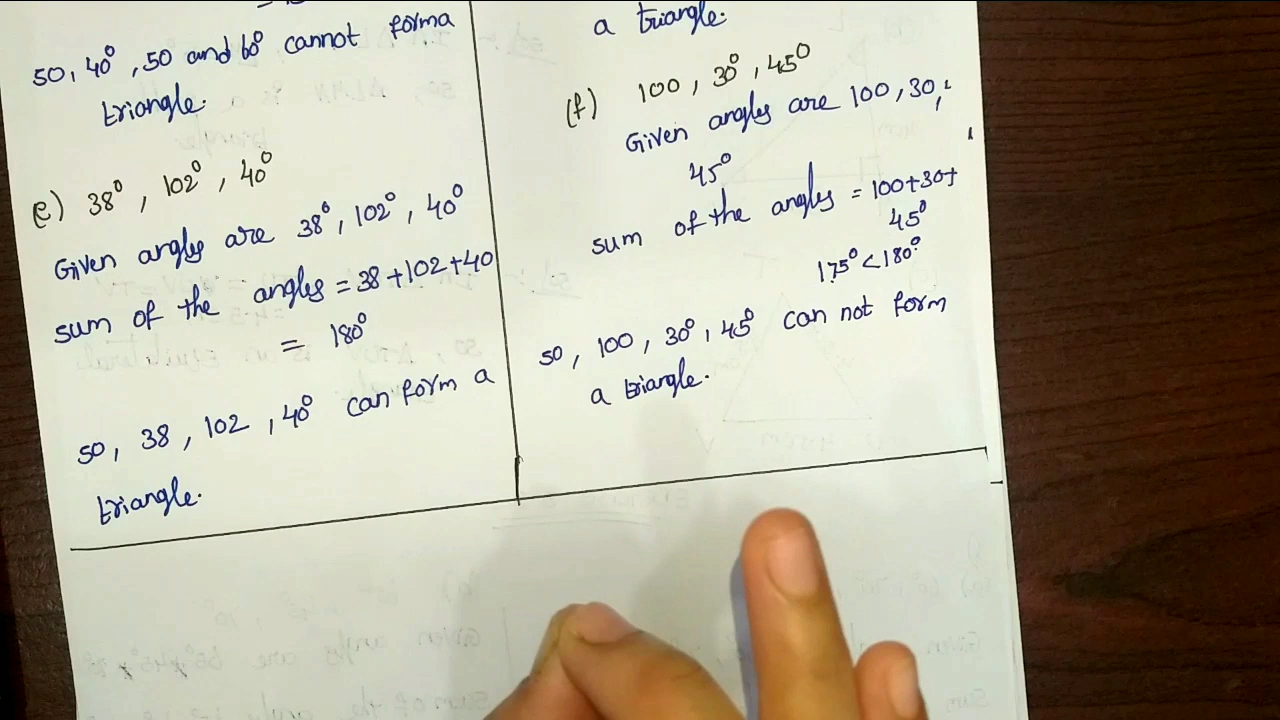 50, 40°, 50 and 60° cannot form a
triangle.
(e) 38°, 102°, 40°
Given angles are 38°, 102°, 40°
sum of the angles = 38+102+40
= 180°
so, 38, 102, 40° can form a
triangle.
a triangle.
(f) 100, 30°, 45°
Given angles are 100, 30,
45°
sum of the angles = 100+30+
45°
175° < 180°
so, 100, 30°, 45° can not form
a triangle.